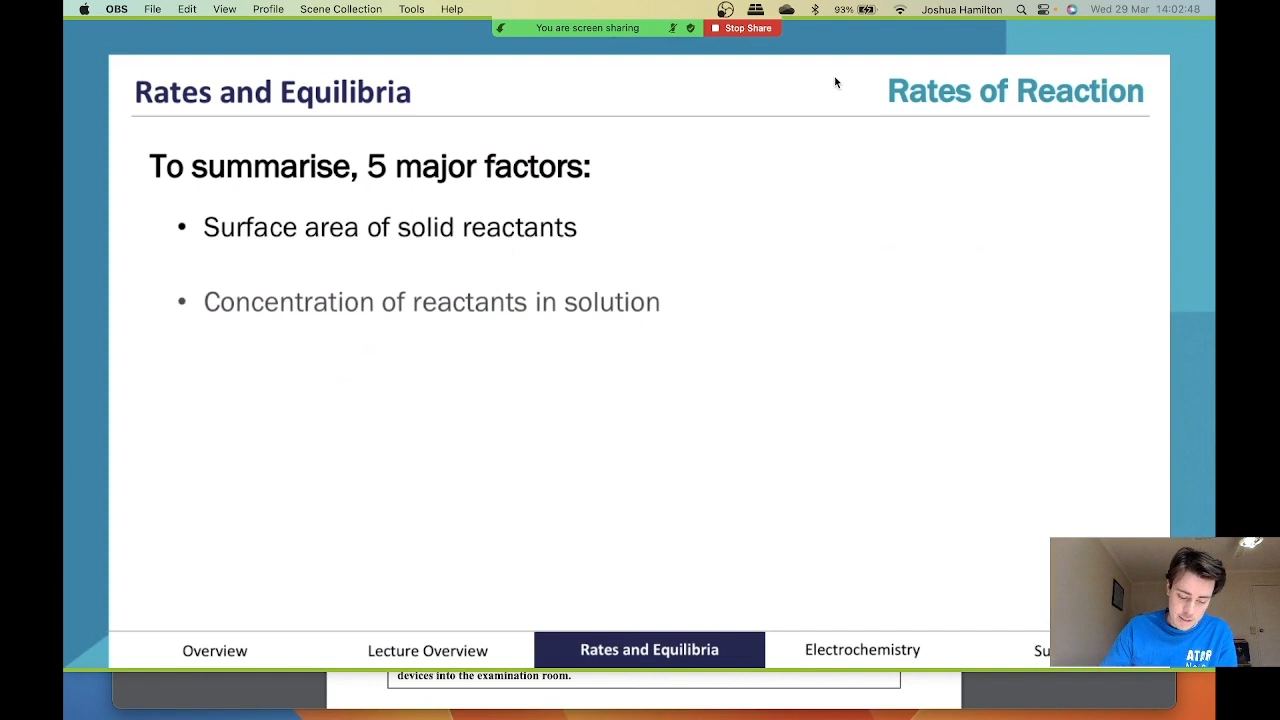 OBS File Edit View Profile Scene Collection Tools Help 93% Joshua Hamilton Wed 29 Mar 14:02:48
You are screen sharing Stop Share
Rates and Equilibria Rates of Reaction
To summarise, 5 major factors:
• Surface area of solid reactants
• Concentration of reactants in solution
Overview Lecture Overview Rates and Equilibria Electrochemistry Su
devices into the examination room.